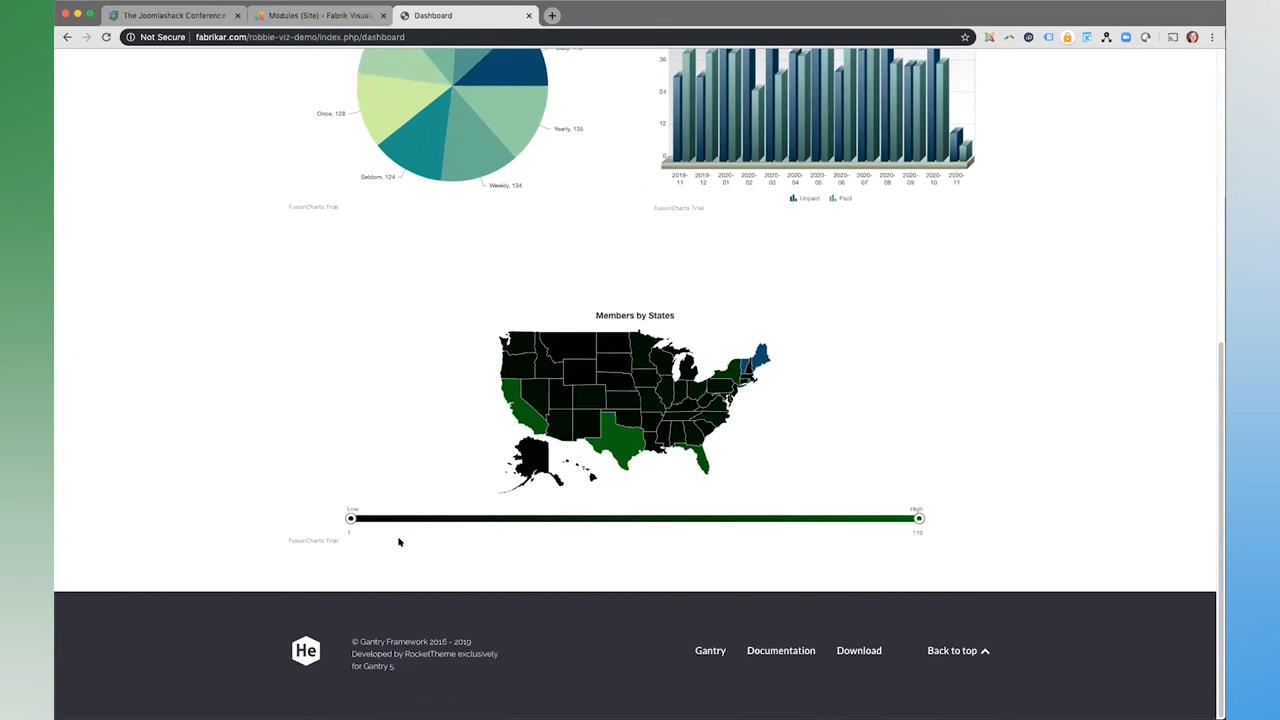 The Joomlashack Conference
Modules (Site) - Fabrik Visual
Dashboard
Not Secure
fabrikar.com/robbie-viz-demo/index.php/dashboard
Once, 128
Yearly, 135
Seldom, 124
Weekly, 134
FusionCharts Trial
36
24
12
0
2019-11
2019-12
2020-01
2020-02
2020-03
2020-04
2020-05
2020-06
2020-07
2020-08
2020-09
2020-10
2020-11
Unpaid
Paid
FusionCharts Trial
Members by States
Low
High
1
119
FusionCharts Trial
He
© Gantry Framework 2016 - 2019
Developed by RocketTheme exclusively
for Gantry 5.
Gantry
Documentation
Download
Back to top